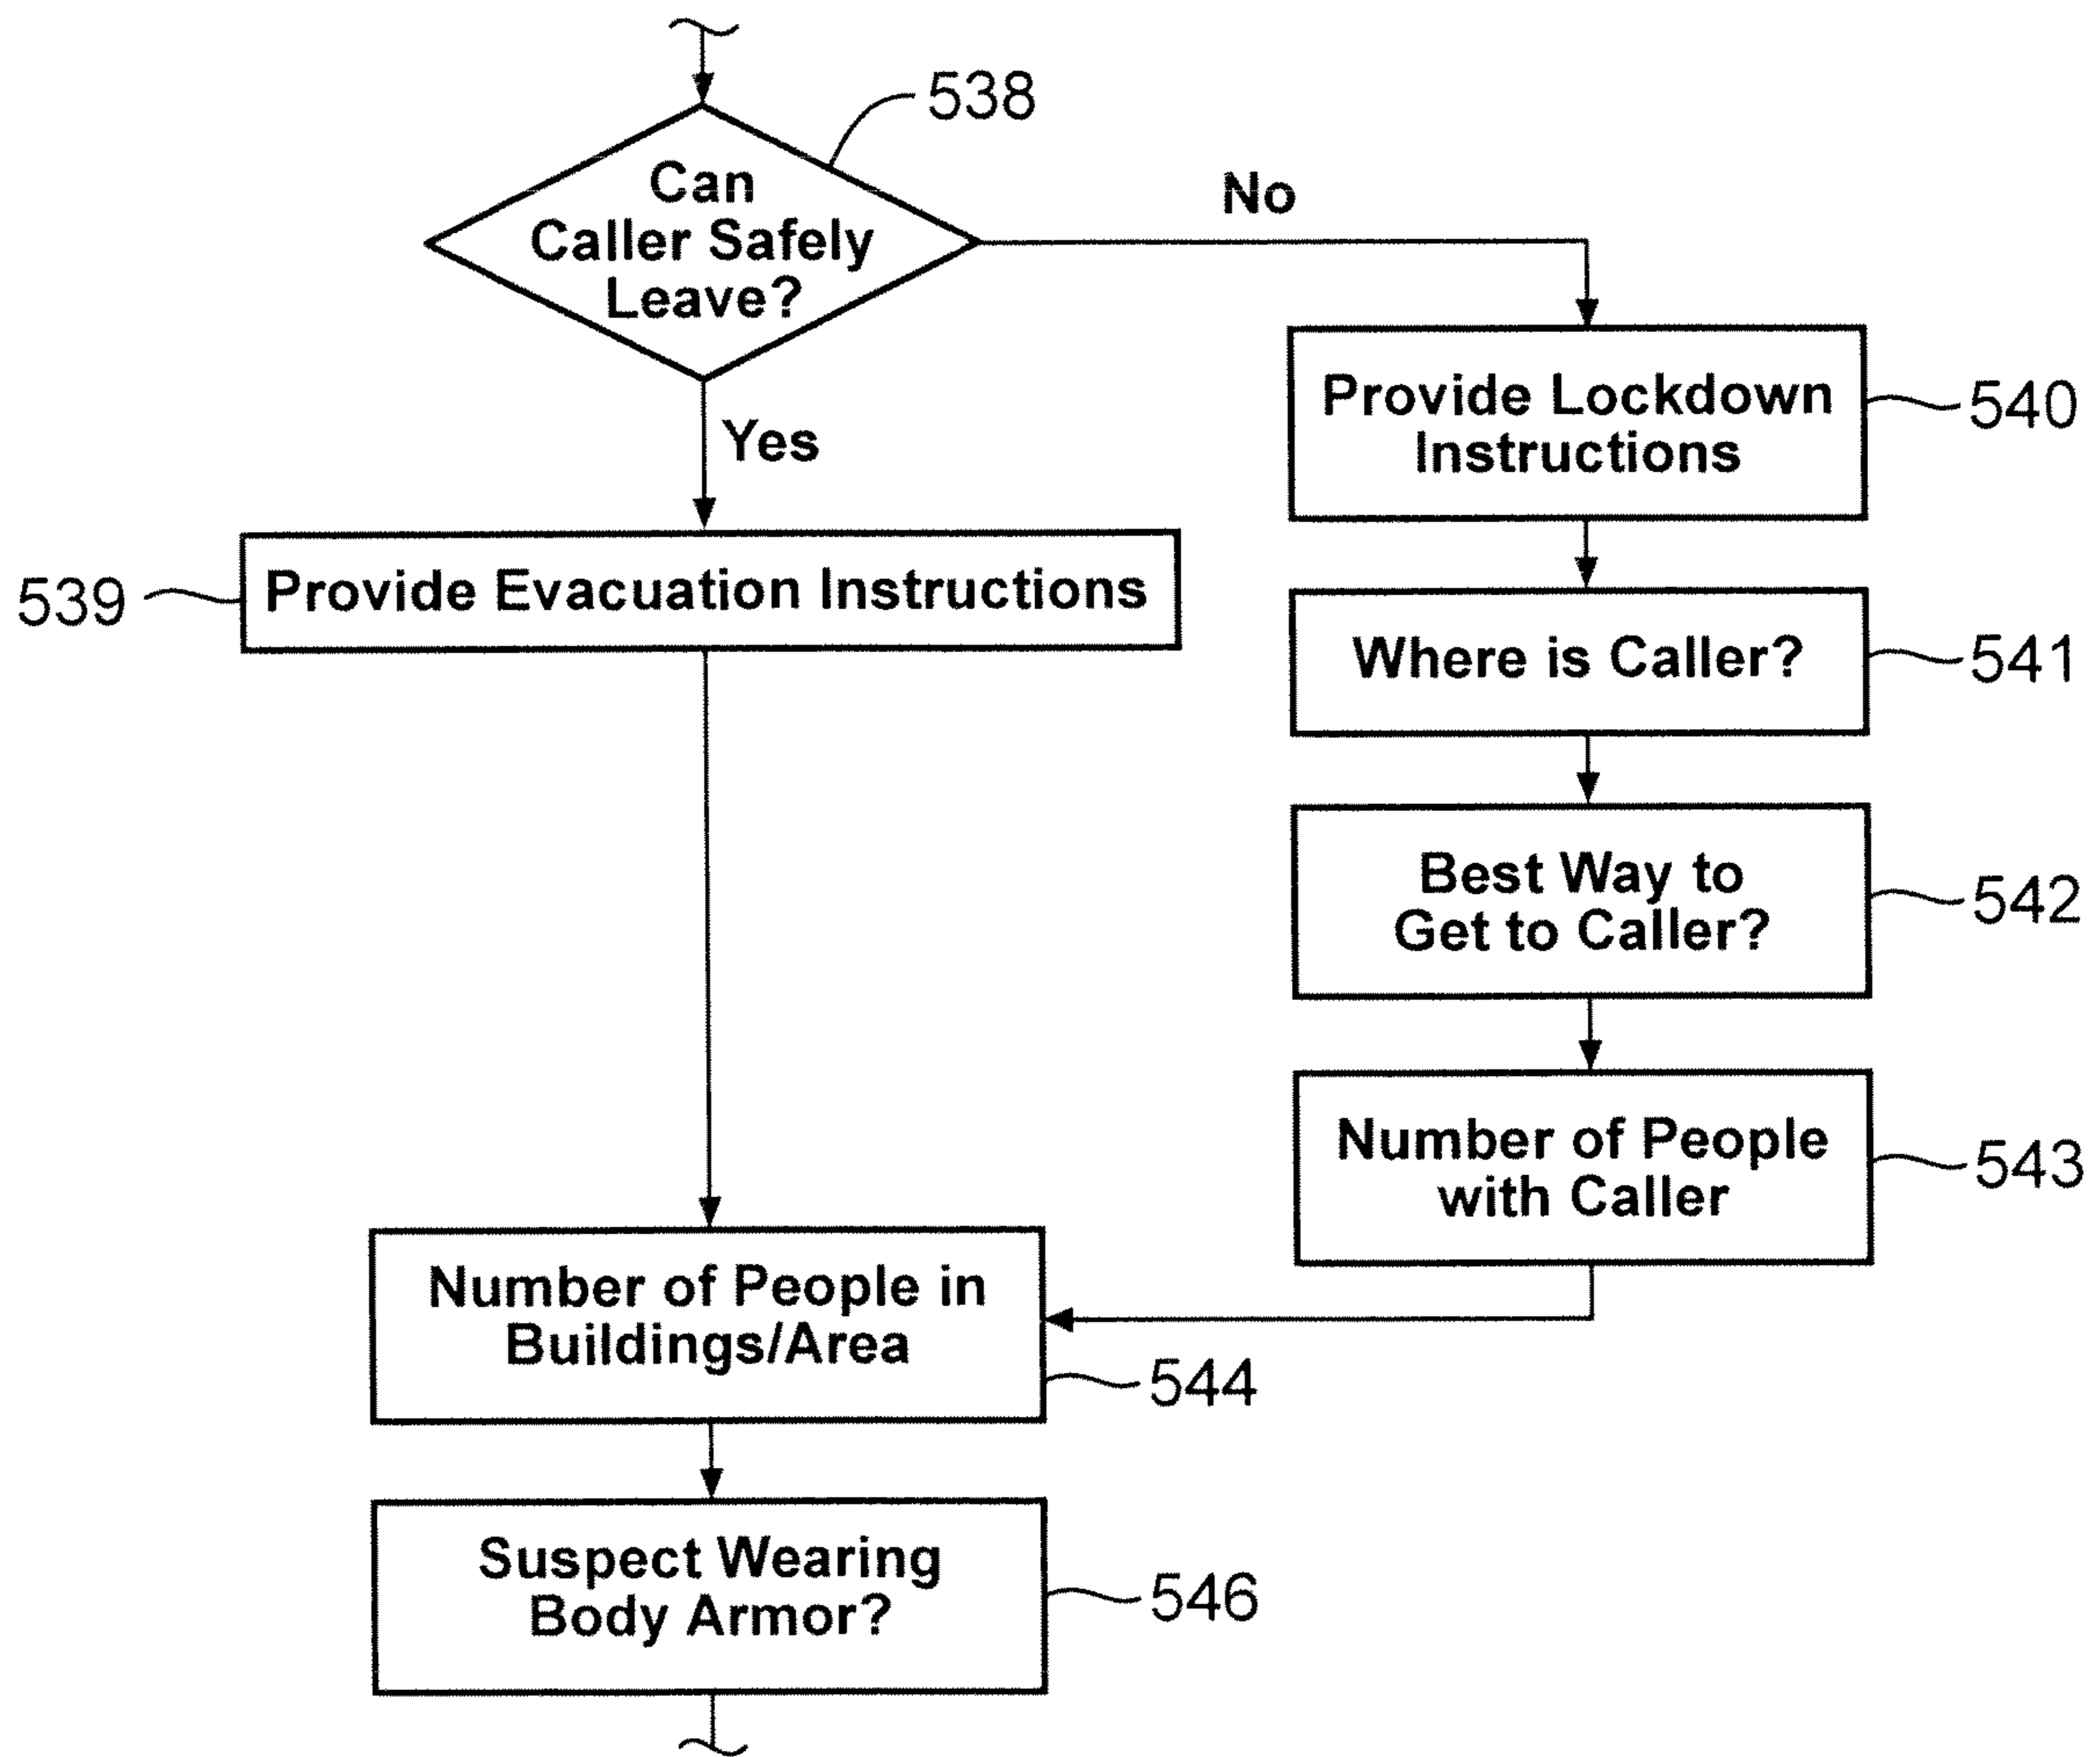 538
Can
Caller Safely
Leave?
No
Yes
Provide Lockdown
Instructions
540
539
Provide Evacuation Instructions
Where is Caller?
541
Best Way to
Get to Caller?
542
Number of People
with Caller
543
Number of People in
Buildings/Area
544
Suspect Wearing
Body Armor?
546